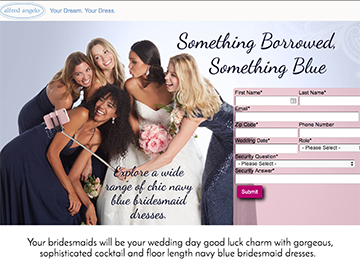 alfred angelo Your Dream. Your Dress.
Something Borrowed,
Something Blue
First Name* Last Name*
Email*
Zip Code* Phone Number
Wedding Date* Role*
- Please Select -
Security Question*
- Please Select -
Security Answer*
Submit
Explore a wide
range of chic navy
blue bridesmaid
dresses.
Your bridesmaids will be your wedding day good luck charm with gorgeous,
sophisticated cocktail and floor length navy blue bridesmaid dresses.